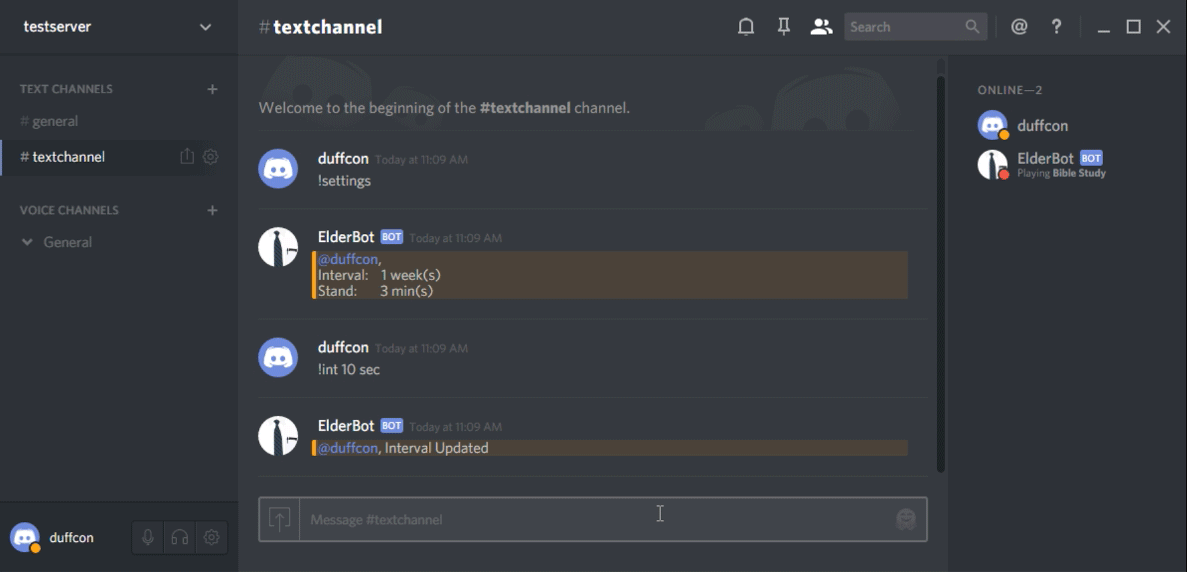 testserver
#textchannel
Search
TEXT CHANNELS
# general
# textchannel
VOICE CHANNELS
General
duffcon
Welcome to the beginning of the #textchannel channel.
duffcon Today at 11:09 AM
!settings
ElderBot BOT Today at 11:09 AM
@duffcon,
Interval: 1 week(s)
Stand: 3 min(s)
duffcon Today at 11:09 AM
!int 10 sec
ElderBot BOT Today at 11:09 AM
@duffcon, Interval Updated
Message #textchannel
ONLINE—2
duffcon
ElderBot BOT
Playing Bible Study